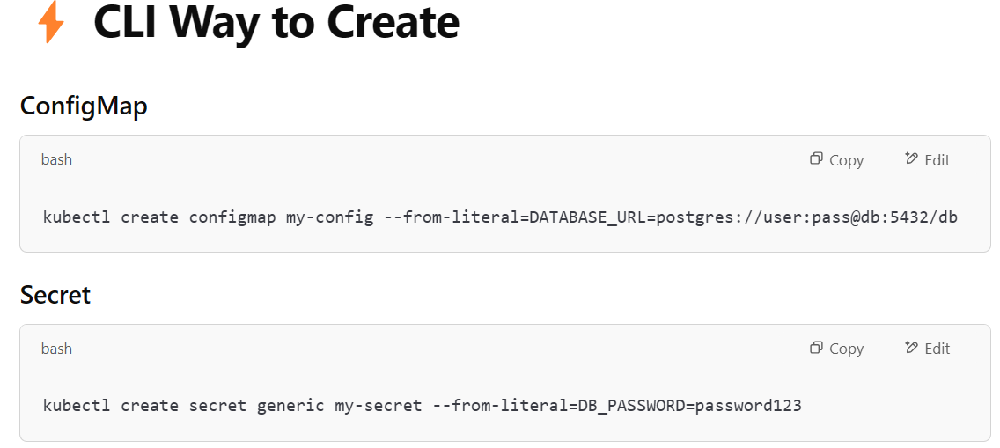 ⚡ CLI Way to Create
ConfigMap
bash Copy Edit
kubectl create configmap my-config --from-literal=DATABASE_URL=postgres://user:pass@db:5432/db
Secret
bash Copy Edit
kubectl create secret generic my-secret --from-literal=DB_PASSWORD=password123